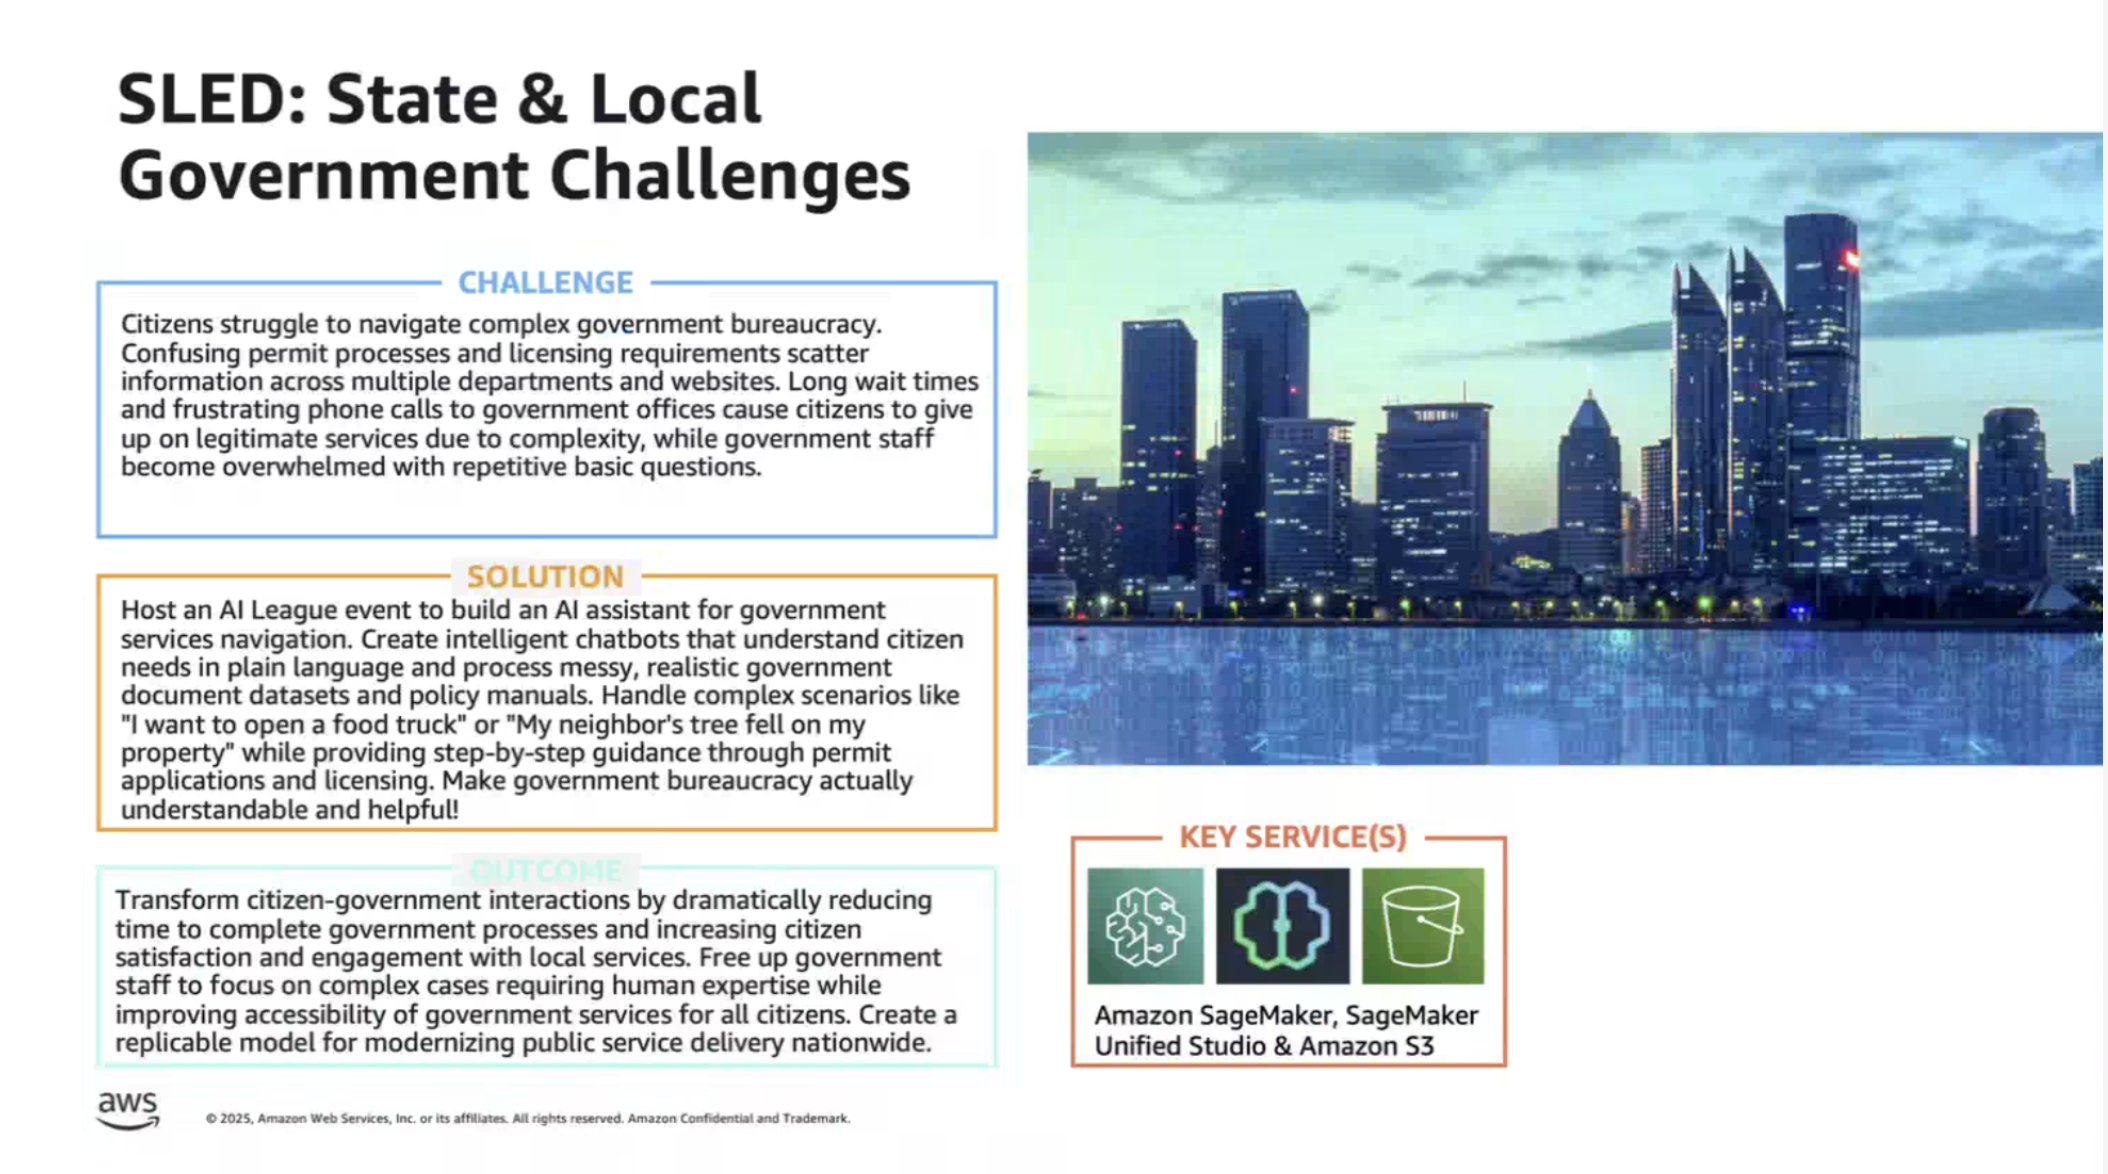 SLED: State & Local
Government Challenges
CHALLENGE
Citizens struggle to navigate complex government bureaucracy.
Confusing permit processes and licensing requirements scatter
information across multiple departments and websites. Long wait times
and frustrating phone calls to government offices cause citizens to give
up on legitimate services due to complexity, while government staff
become overwhelmed with repetitive basic questions.
SOLUTION
Host an AI League event to build an AI assistant for government
services navigation. Create intelligent chatbots that understand citizen
needs in plain language and process messy, realistic government
document datasets and policy manuals. Handle complex scenarios like
"I want to open a food truck" or "My neighbor's tree fell on my
property" while providing step-by-step guidance through permit
applications and licensing. Make government bureaucracy actually
understandable and helpful!
OUTCOME
Transform citizen-government interactions by dramatically reducing
time to complete government processes and increasing citizen
satisfaction and engagement with local services. Free up government
staff to focus on complex cases requiring human expertise while
improving accessibility of government services for all citizens. Create a
replicable model for modernizing public service delivery nationwide.
KEY SERVICE(S)
Amazon SageMaker, SageMaker
Unified Studio & Amazon S3
aws
© 2025, Amazon Web Services, Inc. or its affiliates. All rights reserved. Amazon Confidential and Trademark.